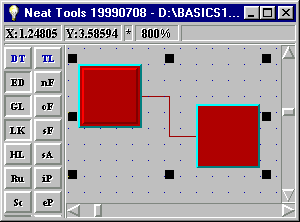 Neat Tools 19990708 - D:\BASICS1...
X:1.24805 Y:3.58594 * 800%
DT TL
ED nF
GL oF
LK sF
HL sA
Ru iP
Sc eP